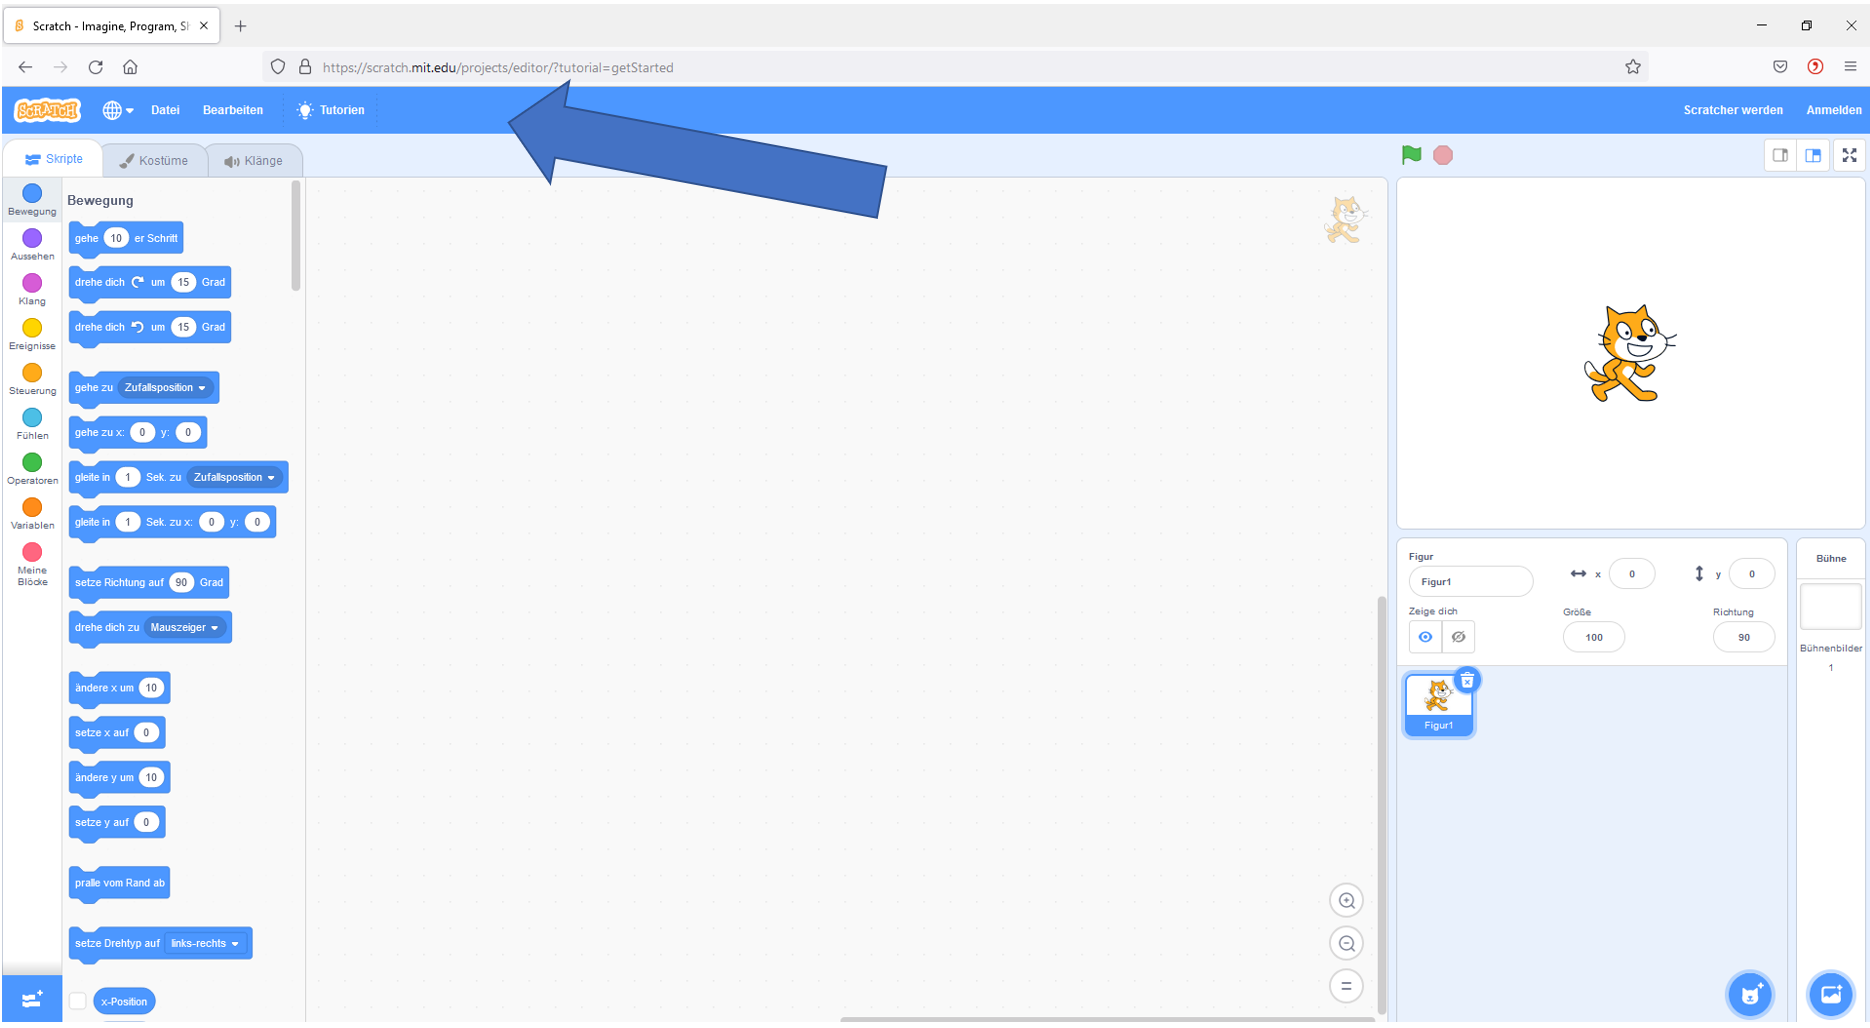 Scratch - Imagine, Program, Sh
https://scratch.mit.edu/projects/editor/?tutorial=getStarted
SCRATCH
Datei
Bearbeiten
Tutorien
Scratcher werden
Anmelden
Skripte
Kostüme
Klänge
Bewegung
Aussehen
Klang
Ereignisse
Steuerung
Fühlen
Operatoren
Variablen
Meine
Blöcke
Bewegung
gehe 10 er Schritt
drehe dich um 15 Grad
drehe dich um 15 Grad
gehe zu Zufallsposition
gehe zu x: 0 y: 0
gleite in 1 Sek. zu Zufallsposition
gleite in 1 Sek. zu x: 0 y: 0
setze Richtung auf 90 Grad
drehe dich zu Mauszeiger
ändere x um 10
setze x auf 0
ändere y um 10
setze y auf 0
pralle vom Rand ab
setze Drehtyp auf links-rechts
x-Position
Figur
Figur1
x 0
y 0
Zeige dich
Größe
100
Richtung
90
Figur1
Bühne
Bühnenbilder
1